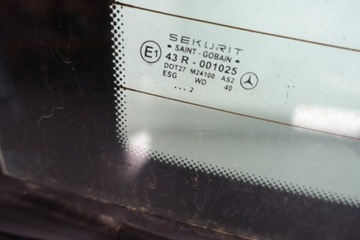 SEKURIT
SAINT-GOBAIN
E1 43 R - 001025
DOT27 M24100 AS2
ESG WD 40
... 2